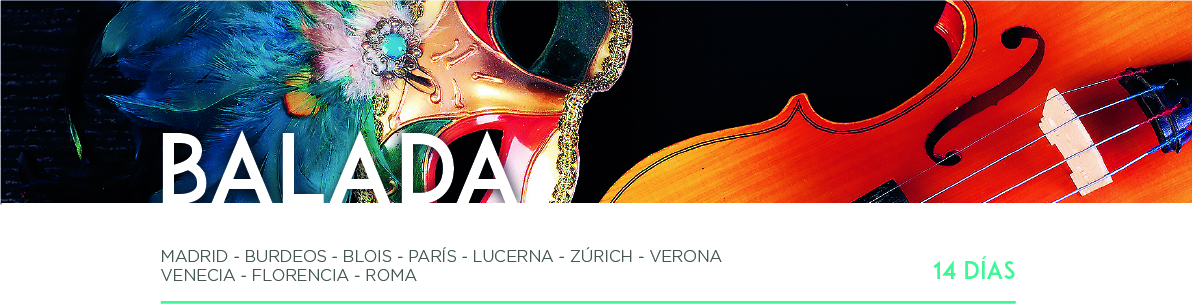 BALADA
MADRID - BURDEOS - BLOIS - PARÍS - LUCERNA - ZÚRICH - VERONA
VENECIA - FLORENCIA - ROMA
14 DÍAS